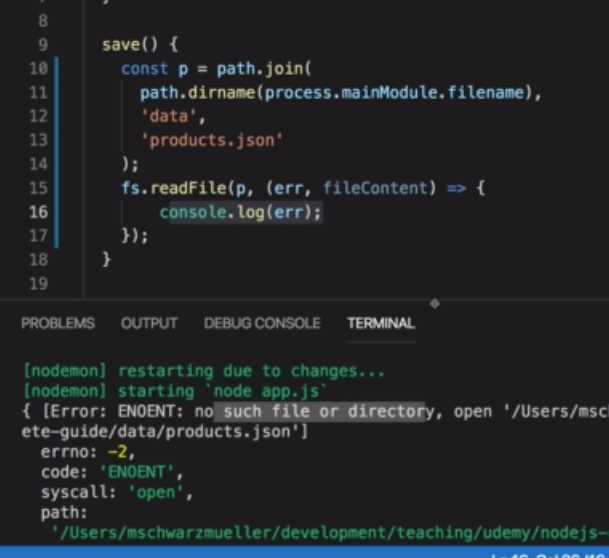 8
9 save() {
10 const p = path.join(
11 path.dirname(process.mainModule.filename),
12 'data',
13 'products.json'
14 );
15 fs.readFile(p, (err, fileContent) => {
16 console.log(err);
17 });
18 }
19
PROBLEMS OUTPUT DEBUG CONSOLE TERMINAL
[nodemon] restarting due to changes...
[nodemon] starting `node app.js`
{ [Error: ENOENT: no such file or directory, open '/Users/msch
ete-guide/data/products.json']
errno: -2,
code: 'ENOENT',
syscall: 'open',
path:
'/Users/mschwarzmueller/development/teaching/udemy/nodejs-